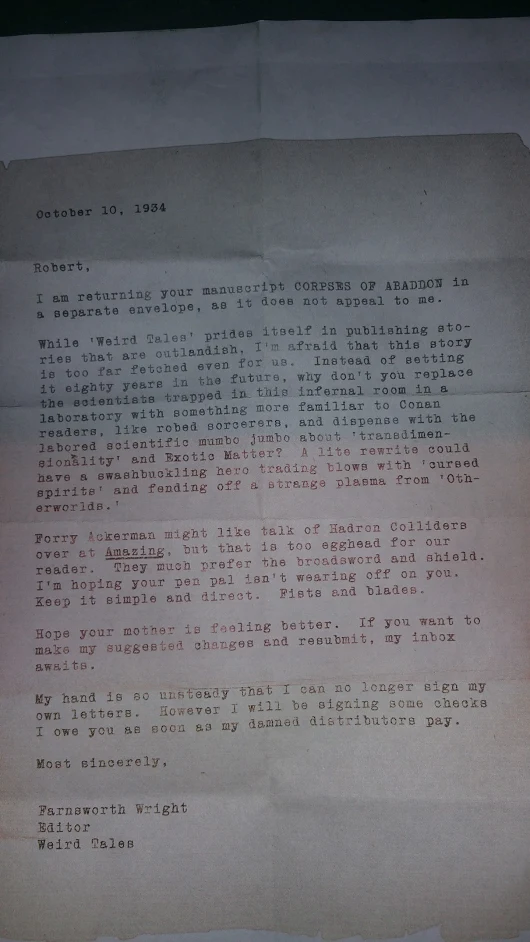 October 10, 1934
Robert,
I am returning your manuscript CORPSES OF ABADDON in
a separate envelope, as it does not appeal to me.
While 'Weird Tales' prides itself in publishing sto-
ries that are outlandish, I'm afraid that this story
is too far fetched even for us. Instead of setting
it eighty years in the future, why don't you replace
the scientists trapped in this infernal room in a
laboratory with something more familiar to Conan
readers, like robed sorcerers, and dispense with the
labored scientific mumbo jumbo about 'transdimen-
sionality' and Exotic Matter? A lite rewrite could
have a swashbuckling hero trading blows with 'cursed
spirits' and fending off a strange plasma from 'Oth-
erworlds.'
Forry Ackerman might like talk of Hadron Colliders
over at Amazing, but that is too egghead for our
reader. They much prefer the broadsword and shield.
I'm hoping your pen pal isn't wearing off on you.
Keep it simple and direct. Fists and blades.
Hope your mother is feeling better. If you want to
make my suggested changes and resubmit, my inbox
awaits.
My hand is so unsteady that I can no longer sign my
own letters. However I will be signing some checks
I owe you as soon as my damned distributors pay.
Most sincerely,
Farnsworth Wright
Editor
Weird Tales